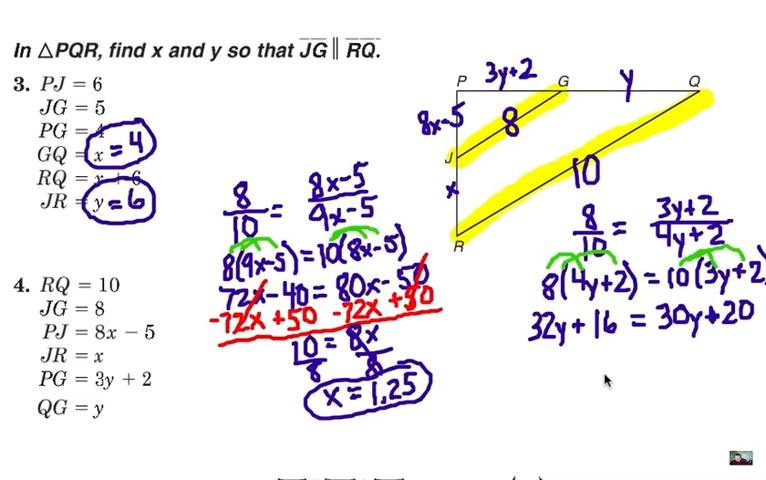 In △PQR, find x and y so that JG ∥ RQ.
3. PJ = 6
JG = 5
PG = 4
GQ = x = 4
RQ = x + 6
JR = y = 6
4. RQ = 10
JG = 8
PJ = 8x − 5
JR = x
PG = 3y + 2
QG = y
8/10 = 8x-5/9x-5
8(9x-5) = 10(8x-5)
72x - 40 = 80x - 50
-72x + 50 -72x + 50
10/8 = 8x/8
x = 1.25
P 3y+2 G y Q
8x-5
8
J
x
10
R
8/10 = 3y+2/4y+2
8(4y+2) = 10(3y+2)
32y + 16 = 30y + 20